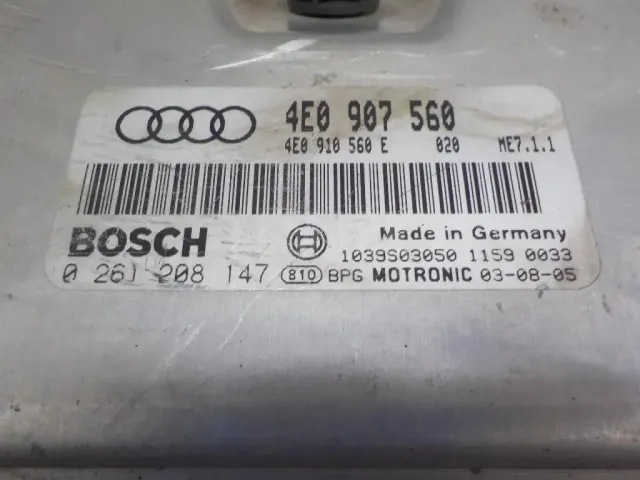 4E0 907 560
4E0 910 560 E 020 ME7.1.1
BOSCH
Made in Germany
1039S03050 1159 0033
0 261 208 147 B10 BPG MOTRONIC 03-08-05